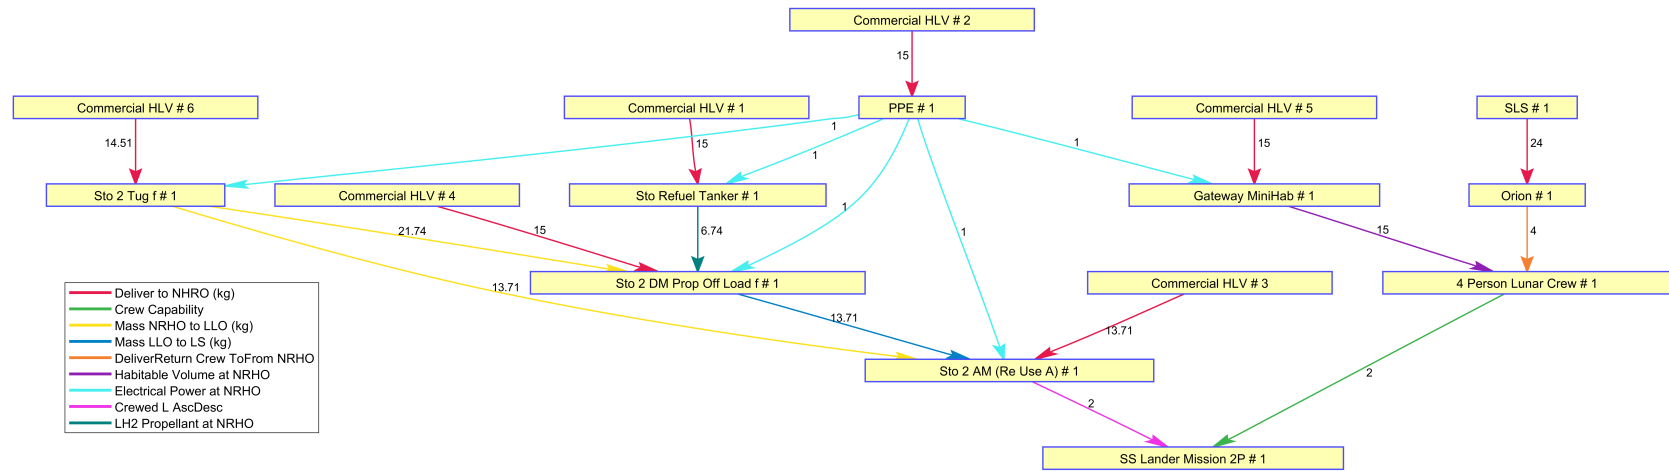 Commercial HLV # 2
15
Commercial HLV # 6
Commercial HLV # 1
PPE # 1
Commercial HLV # 5
SLS # 1
14.51
15
1
1
1
15
24
Sto 2 Tug f # 1
Commercial HLV # 4
Sto Refuel Tanker # 1
Gateway MiniHab # 1
Orion # 1
21.74
15
6.74
1
1
15
4
Sto 2 DM Prop Off Load f # 1
Commercial HLV # 3
4 Person Lunar Crew # 1
13.71
13.71
13.71
Sto 2 AM (Re Use A) # 1
2
2
SS Lander Mission 2P # 1
Deliver to NHRO (kg)
Crew Capability
Mass NRHO to LLO (kg)
Mass LLO to LS (kg)
DeliverReturn Crew ToFrom NRHO
Habitable Volume at NRHO
Electrical Power at NRHO
Crewed L AscDesc
LH2 Propellant at NRHO